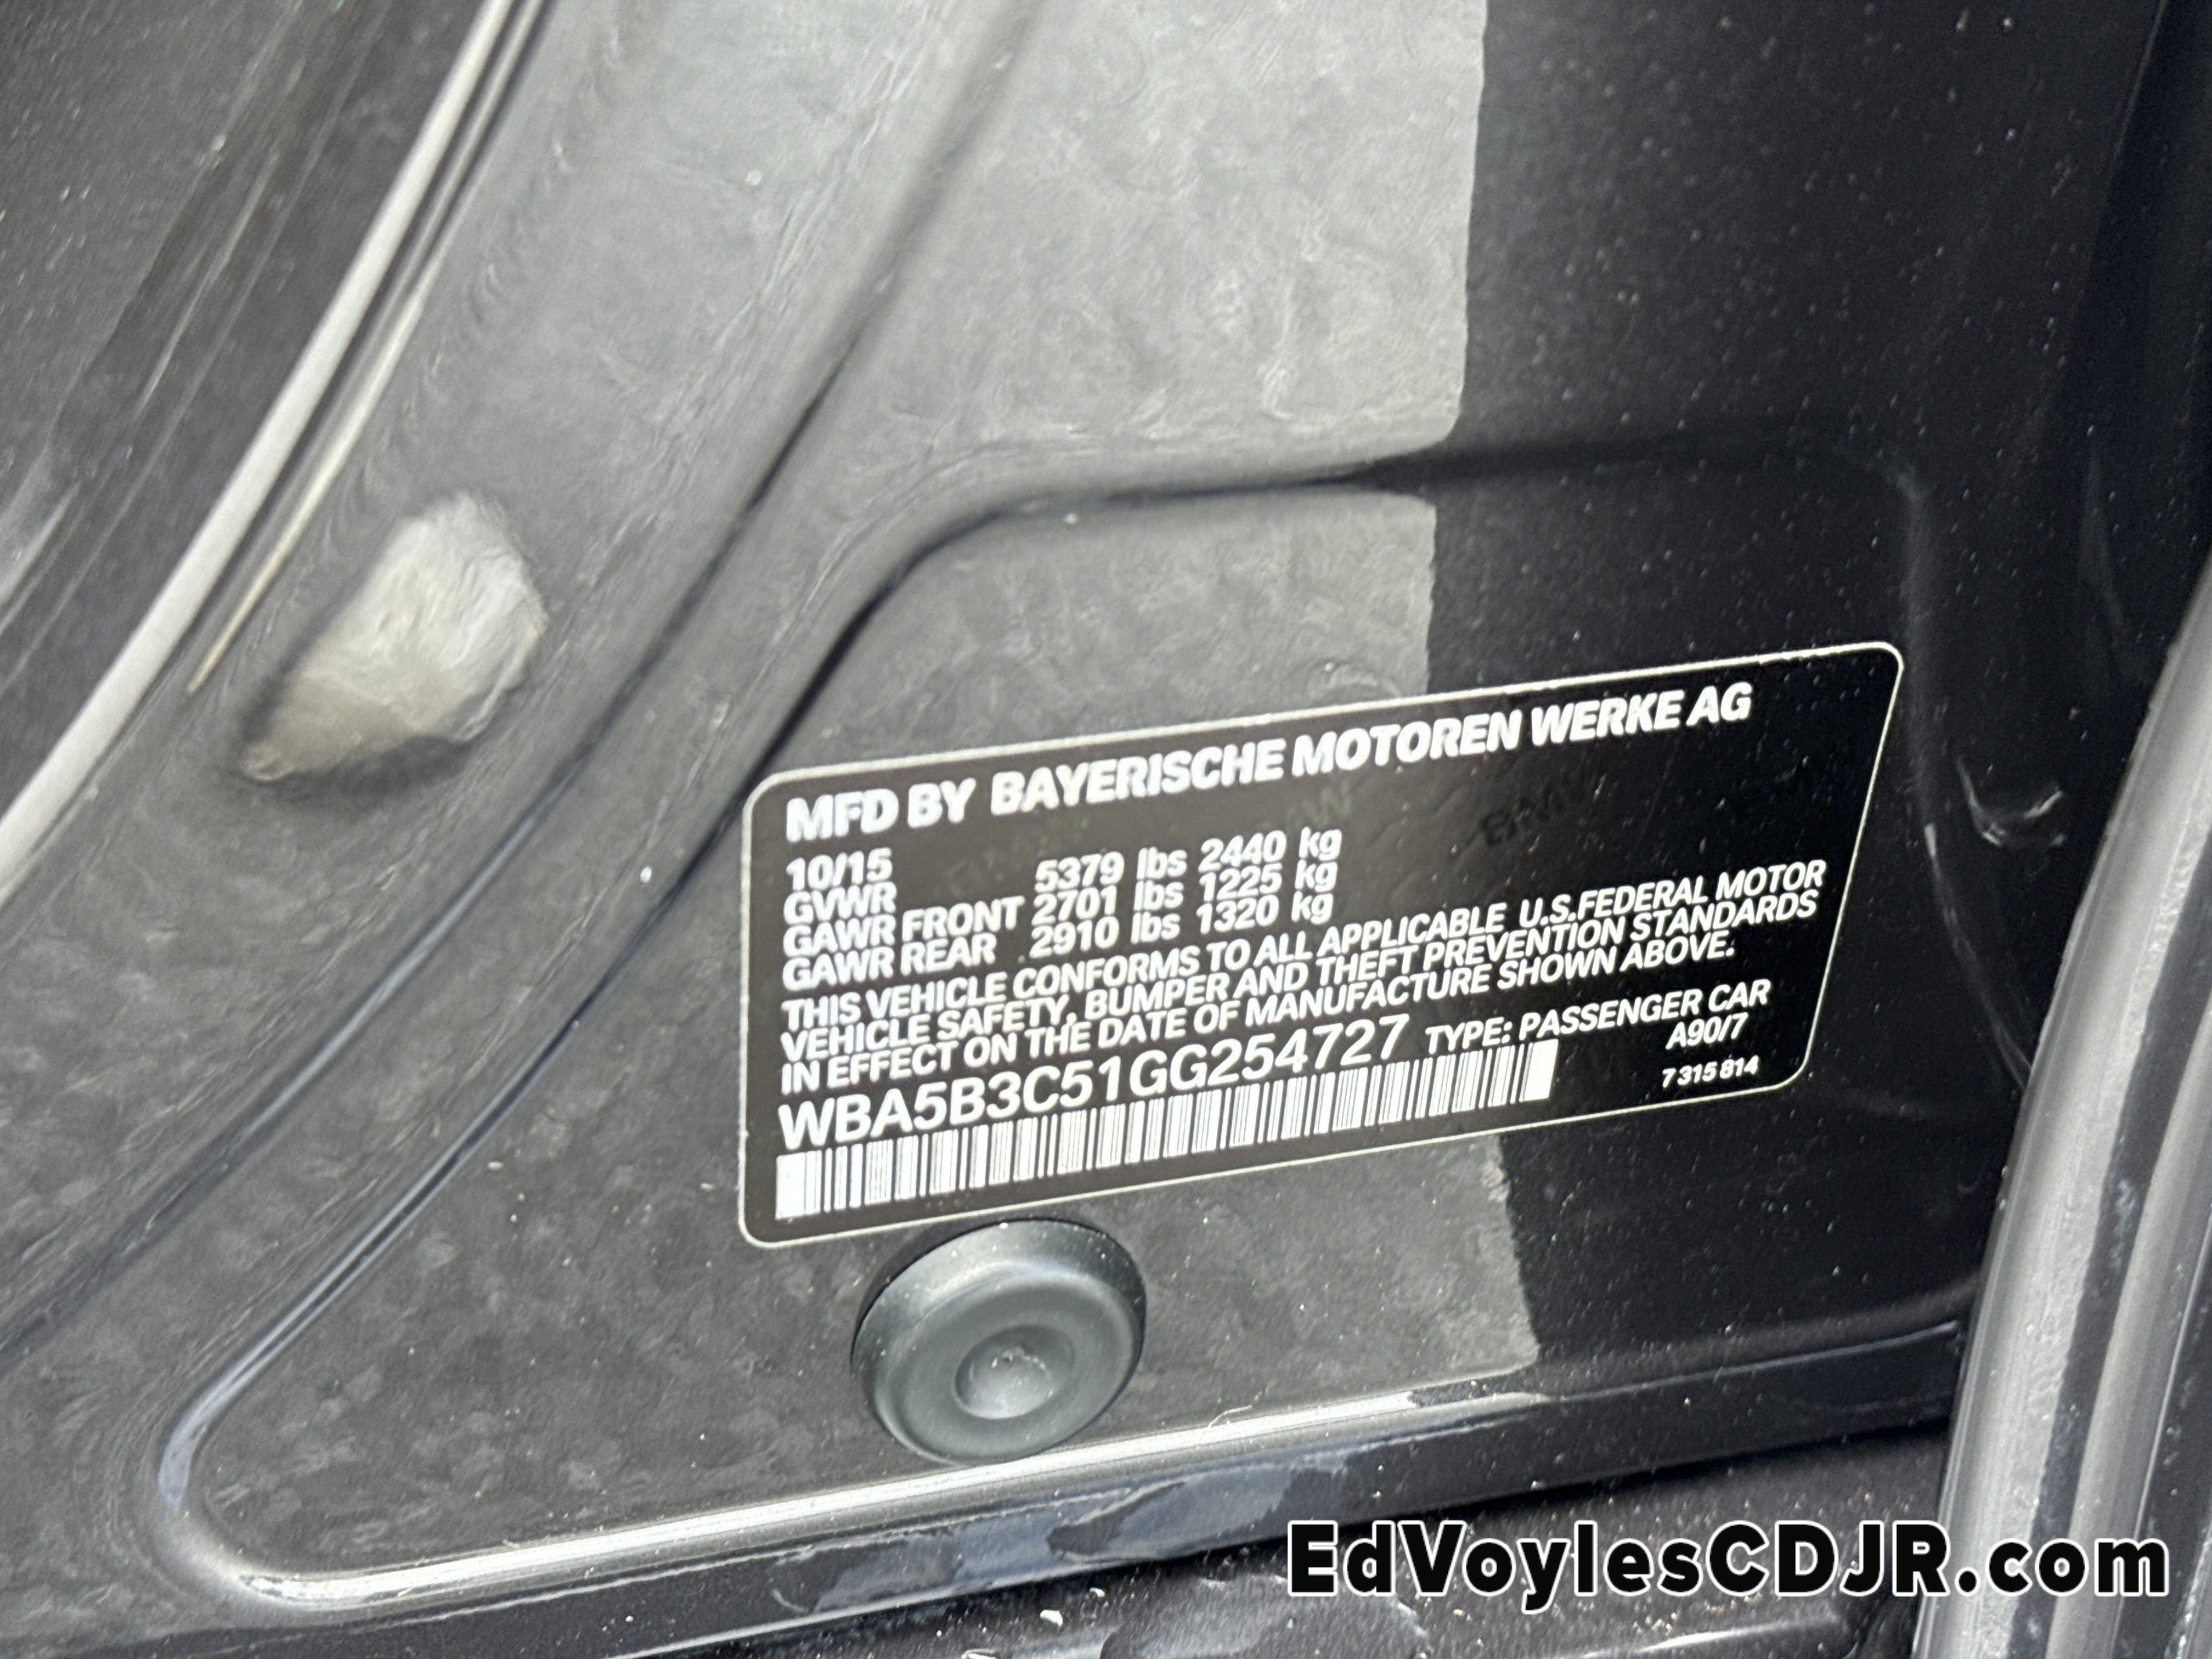 MFD BY BAYERISCHE MOTOREN WERKE AG
10/15
GVWR 5379 lbs 2440 kg
GAWR FRONT 2701 lbs 1225 kg
GAWR REAR 2910 lbs 1320 kg
THIS VEHICLE CONFORMS TO ALL APPLICABLE U.S.FEDERAL MOTOR
VEHICLE SAFETY, BUMPER AND THEFT PREVENTION STANDARDS
IN EFFECT ON THE DATE OF MANUFACTURE SHOWN ABOVE.
WBA5B3C51GG254727 TYPE: PASSENGER CAR
A90/7
7 315 814
BMW
EdVoylesCDJR.com